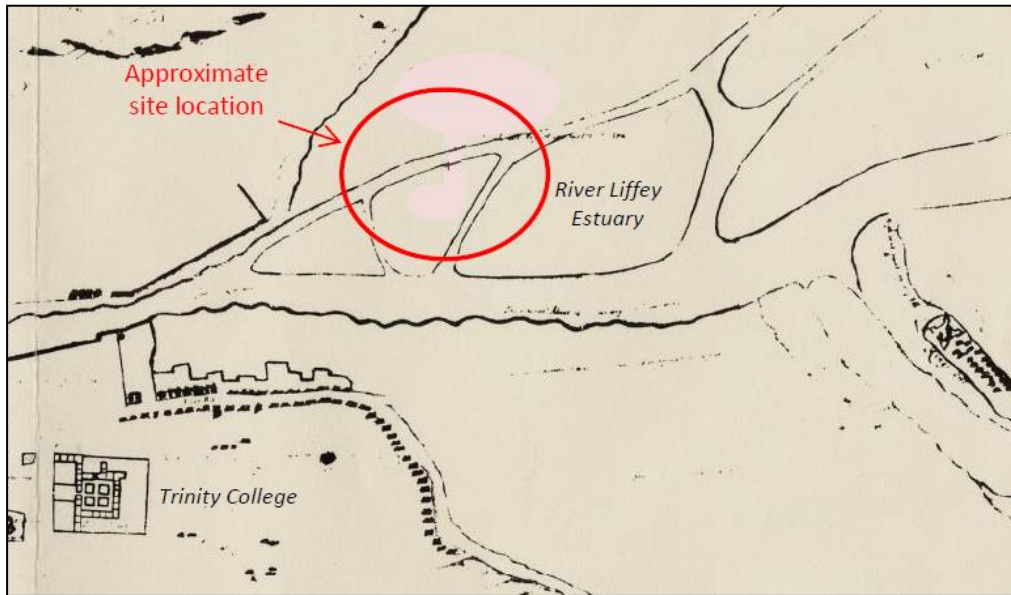 Approximate
site location
River Liffey
Estuary
Trinity College